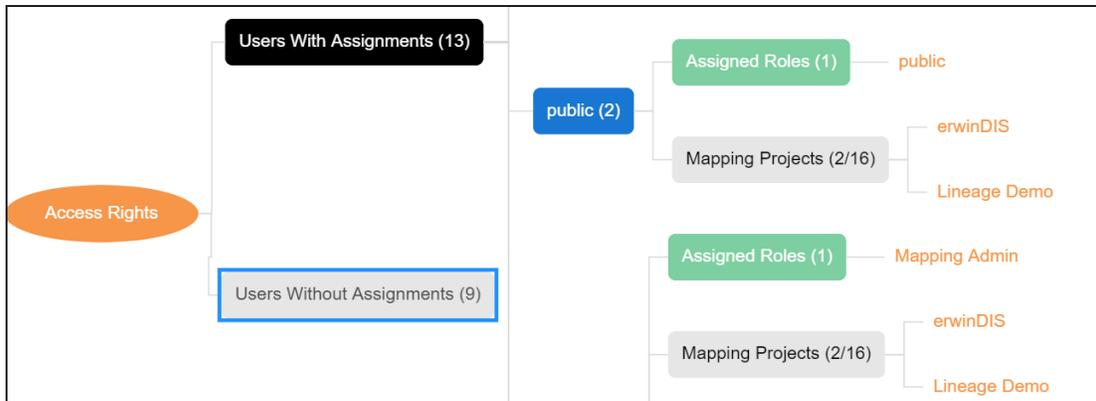 Access Rights
Users With Assignments (13)
Users Without Assignments (9)
public (2)
Assigned Roles (1)
public
Mapping Projects (2/16)
erwinDIS
Lineage Demo
Assigned Roles (1)
Mapping Admin
Mapping Projects (2/16)
erwinDIS
Lineage Demo